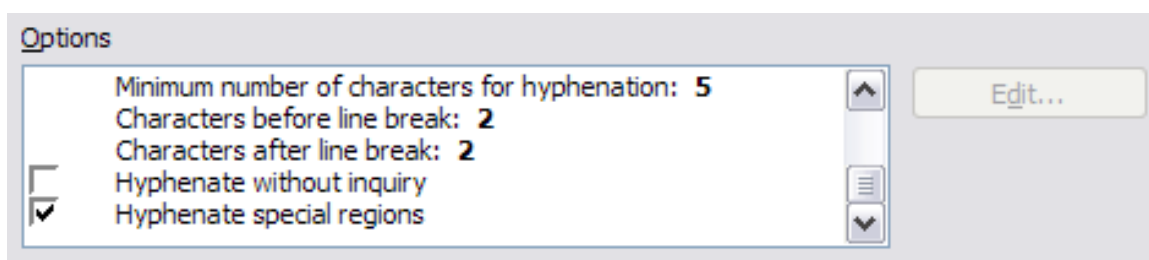 Options
Minimum number of characters for hyphenation: 5
Edit...
Characters before line break: 2
Characters after line break: 2
Hyphenate without inquiry
Hyphenate special regions